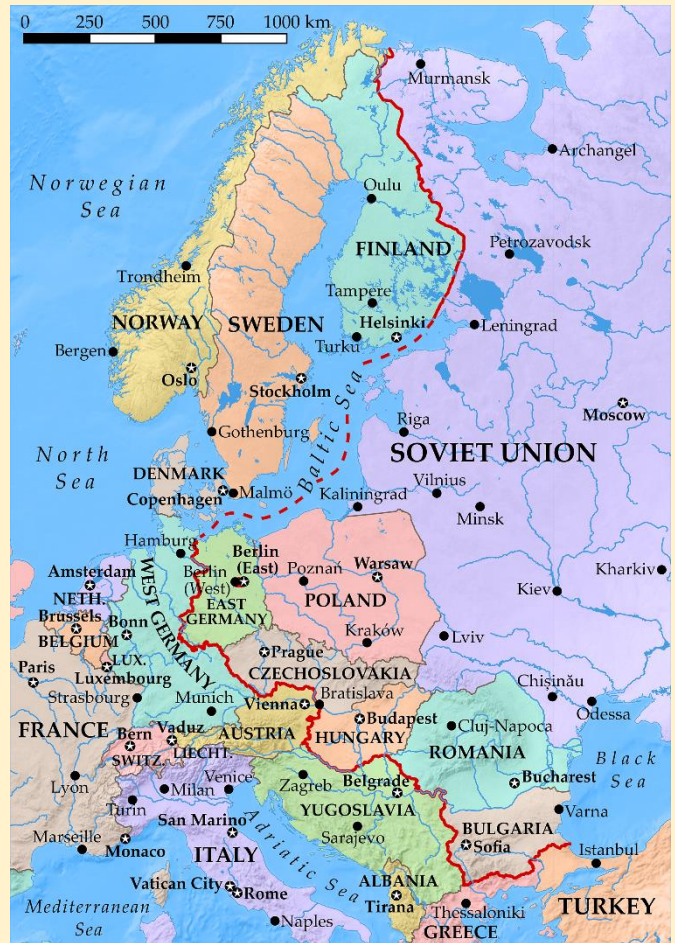 0 250 500 750 1000 km
Murmansk
Archangel
Norwegian
Sea
Oulu
FINLAND
Petrozavodsk
Trondheim
Tampere
NORWAY
SWEDEN
Helsinki
Turku
Leningrad
Bergen
Oslo
Stockholm
Baltic Sea
Moscow
Gothenburg
Riga
North
Sea
SOVIET UNION
DENMARK
Copenhagen
Malmö
Kaliningrad
Vilnius
Minsk
Hamburg
Berlin
(East)
Amsterdam
NETH.
WEST GERMANY
Berlin
(West)
Poznań
Warsaw
Kharkiv
EAST
GERMANY
POLAND
Kiev
Brussels
BELGIUM
Bonn
Kraków
Lviv
LUX.
Luxembourg
Prague
CZECHOSLOVAKIA
Paris
Strasbourg
Munich
Vienna
Bratislava
Chișinău
Odessa
FRANCE
Bern
SWITZ.
Vaduz
LIECHT.
AUSTRIA
Budapest
HUNGARY
Cluj-Napoca
ROMANIA
Black
Sea
Lyon
Turin
Milan
Venice
Zagreb
Belgrade
Bucharest
YUGOSLAVIA
San Marino
Varna
Marseille
Monaco
ITALY
Adriatic Sea
Sarajevo
BULGARIA
Sofia
Istanbul
Vatican City
Rome
ALBANIA
Tirana
Mediterranean
Sea
Naples
Thessaloniki
GREECE
TURKEY